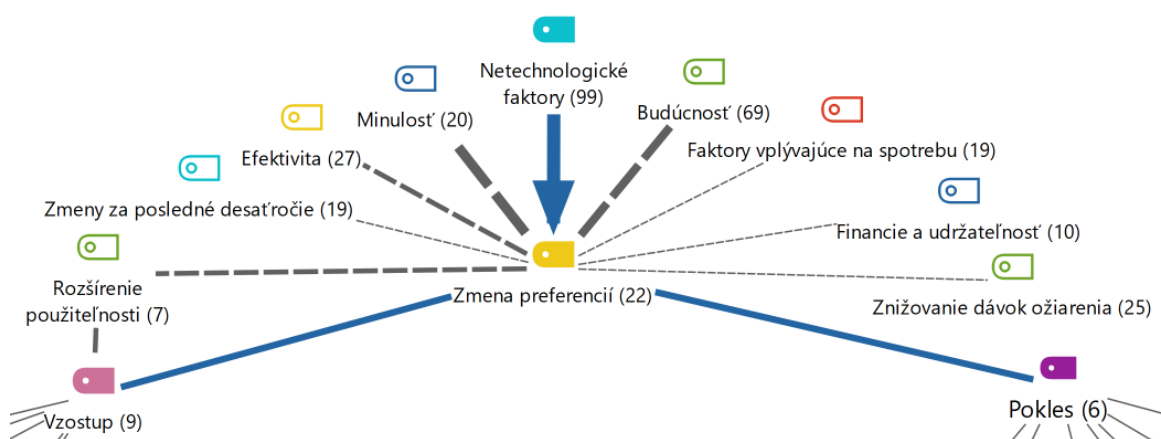 Netechnologické
faktory (99)
Minulosť (20)
Budúcnosť (69)
Efektivita (27)
Faktory vplývajúce na spotrebu (19)
Zmeny za posledné desaťročie (19)
Financie a udržateľnosť (10)
Rozšírenie
použiteľnosti (7)
Zmena preferencií (22)
Znižovanie dávok ožiarenia (25)
Vzostup (9)
Pokles (6)